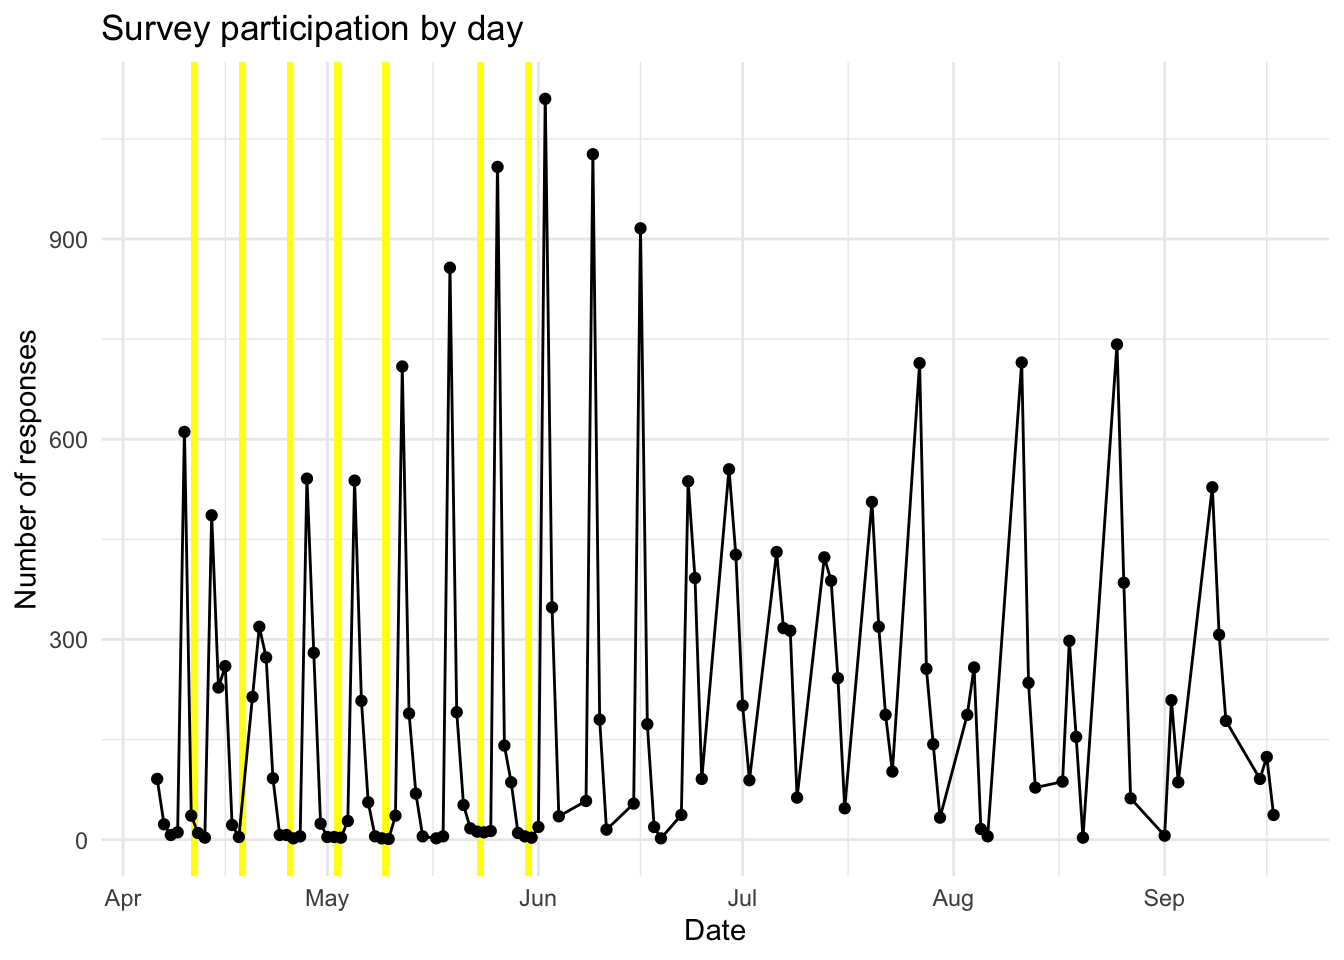 Survey participation by day
Number of responses
900
600
300
0
Apr May Jun Jul Aug Sep
Date